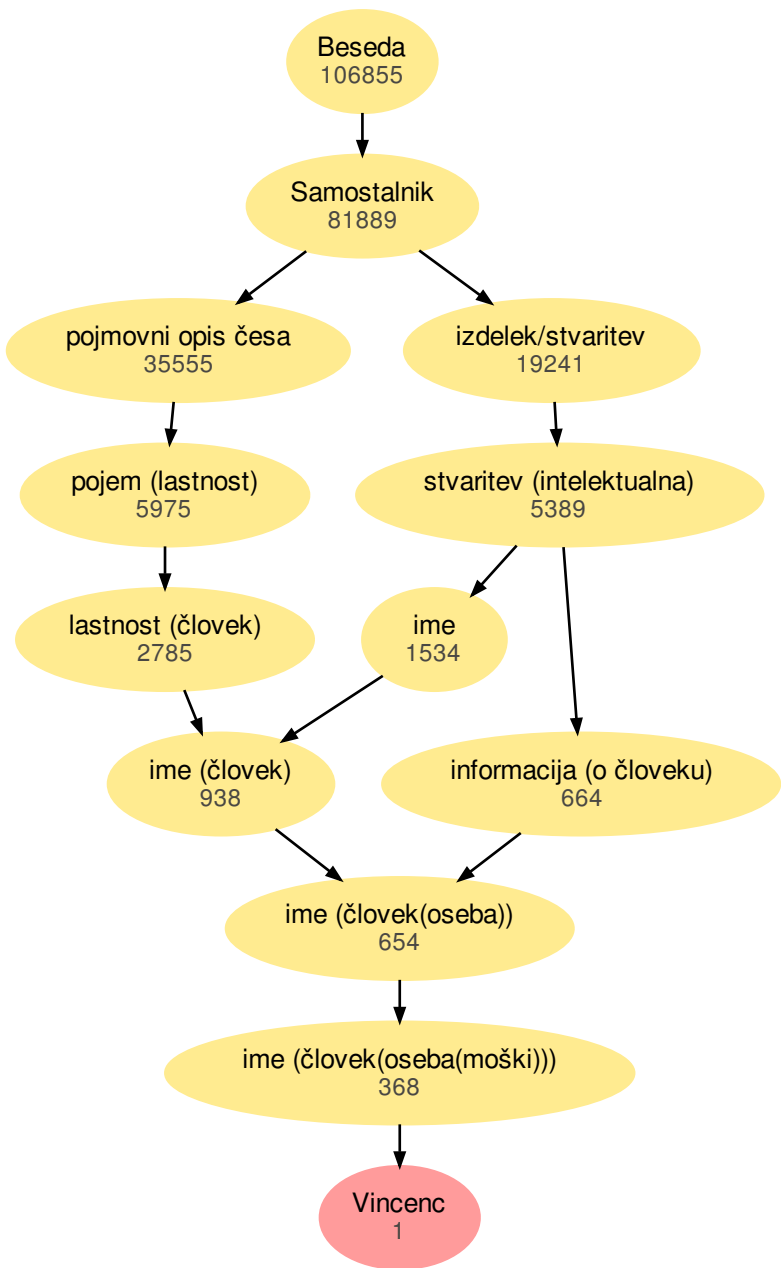 Beseda
106855
Samostalnik
81889
pojmovni opis česa
35555
izdelek/stvaritev
19241
pojem (lastnost)
5975
stvaritev (intelektualna)
5389
lastnost (človek)
2785
ime
1534
ime (človek)
938
informacija (o človeku)
664
ime (človek(oseba))
654
ime (človek(oseba(moški)))
368
Vincenc
1